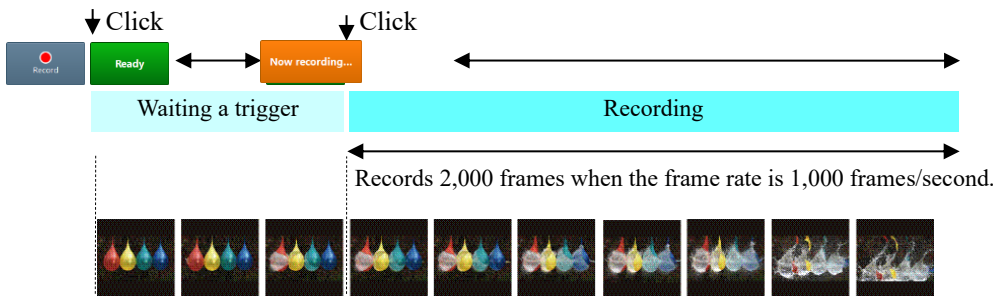 Click
Click
Record
Ready
Now recording...
Waiting a trigger
Recording
Records 2,000 frames when the frame rate is 1,000 frames/second.